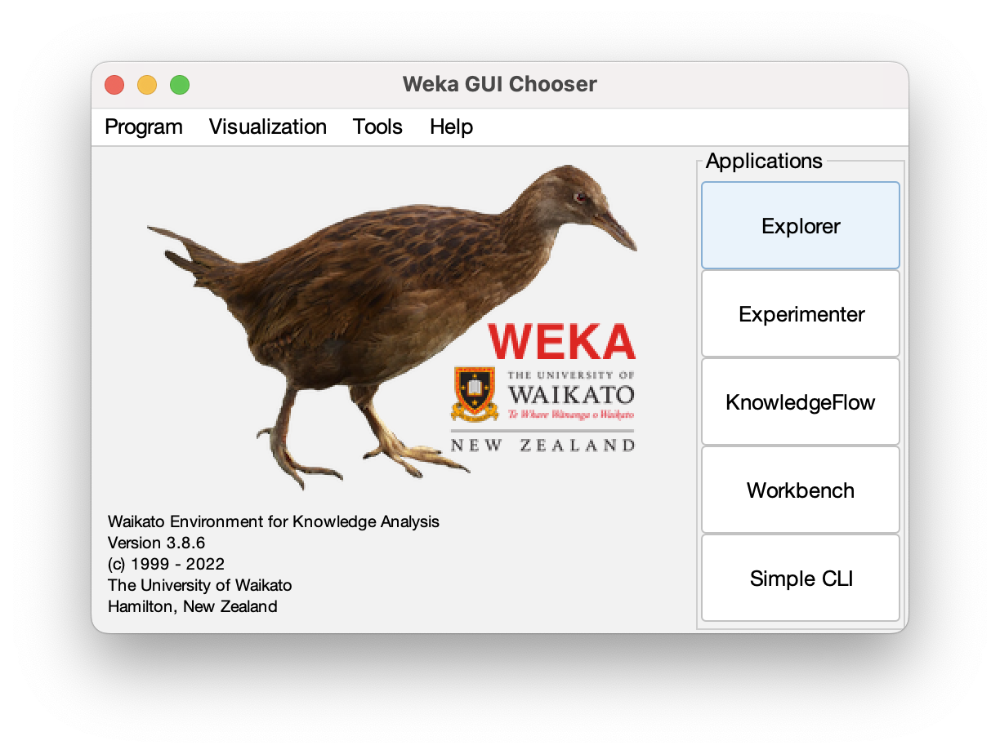 Weka GUI Chooser
Program Visualization Tools Help
Applications
Explorer
Experimenter
KnowledgeFlow
Workbench
Simple CLI
WEKA
THE UNIVERSITY OF
WAIKATO
Te Whare Wānanga o Waikato
NEW ZEALAND
Waikato Environment for Knowledge Analysis
Version 3.8.6
(c) 1999 - 2022
The University of Waikato
Hamilton, New Zealand